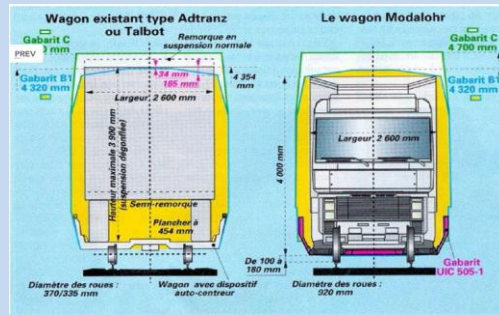 Wagon existant type Adtranz
ou Talbot
Le wagon Modalohr
Gabarit C
PREV
0 mm
Gabarit B1
4 320 mm
Remorque en
suspension normale
34 mm
165 mm
4 354
mm
Largeur 2 600 mm
Hauteur maximale 3 900 mm
(suspension dégonflée)
Semi-remorque
Plancher à
454 mm
Diamètre des roues :
370/335 mm
Wagon avec dispositif
auto-centreur
Gabarit C
4 700 mm
Gabarit B1
4 320 mm
Largeur 2 600 mm
4 000 mm
De 100 à
180 mm
Diamètre des roues :
920 mm
Gabarit
UIC 505-1